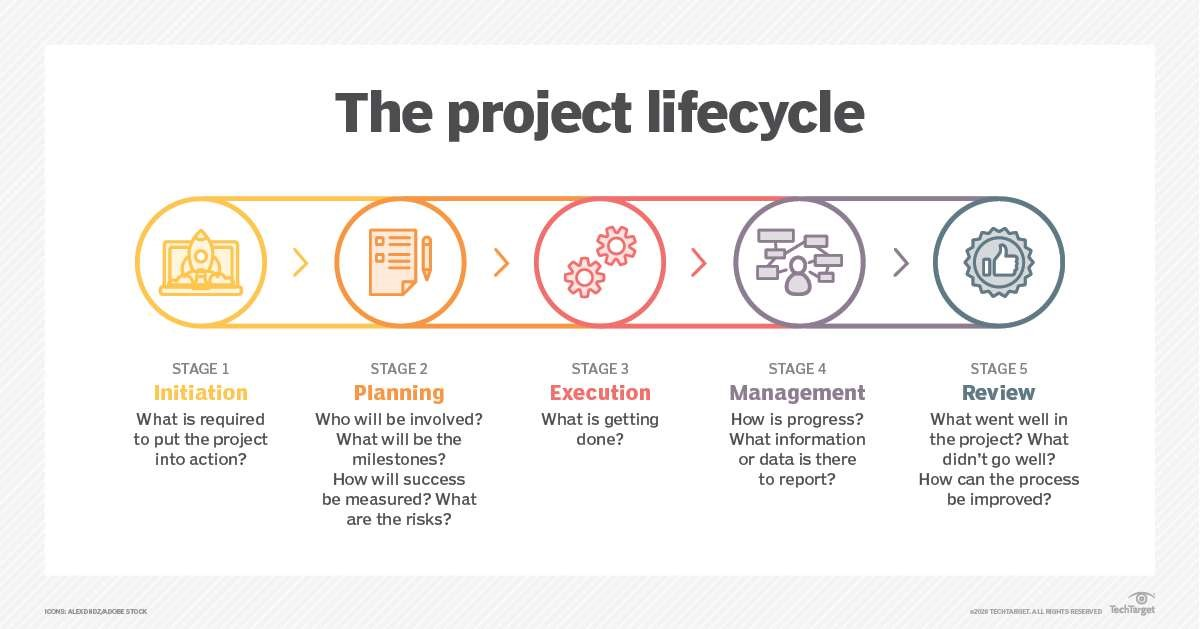 The project lifecycle
STAGE 1
Initiation
What is required
to put the project
into action?
STAGE 2
Planning
Who will be involved?
What will be the
milestones?
How will success
be measured? What
are the risks?
STAGE 3
Execution
What is getting
done?
STAGE 4
Management
How is progress?
What information
or data is there
to report?
STAGE 5
Review
What went well in
the project? What
didn't go well?
How can the process
be improved?
ICONS: ALEXDNDZ/ADOBE STOCK
©2020 TECHTARGET. ALL RIGHTS RESERVED
TechTarget